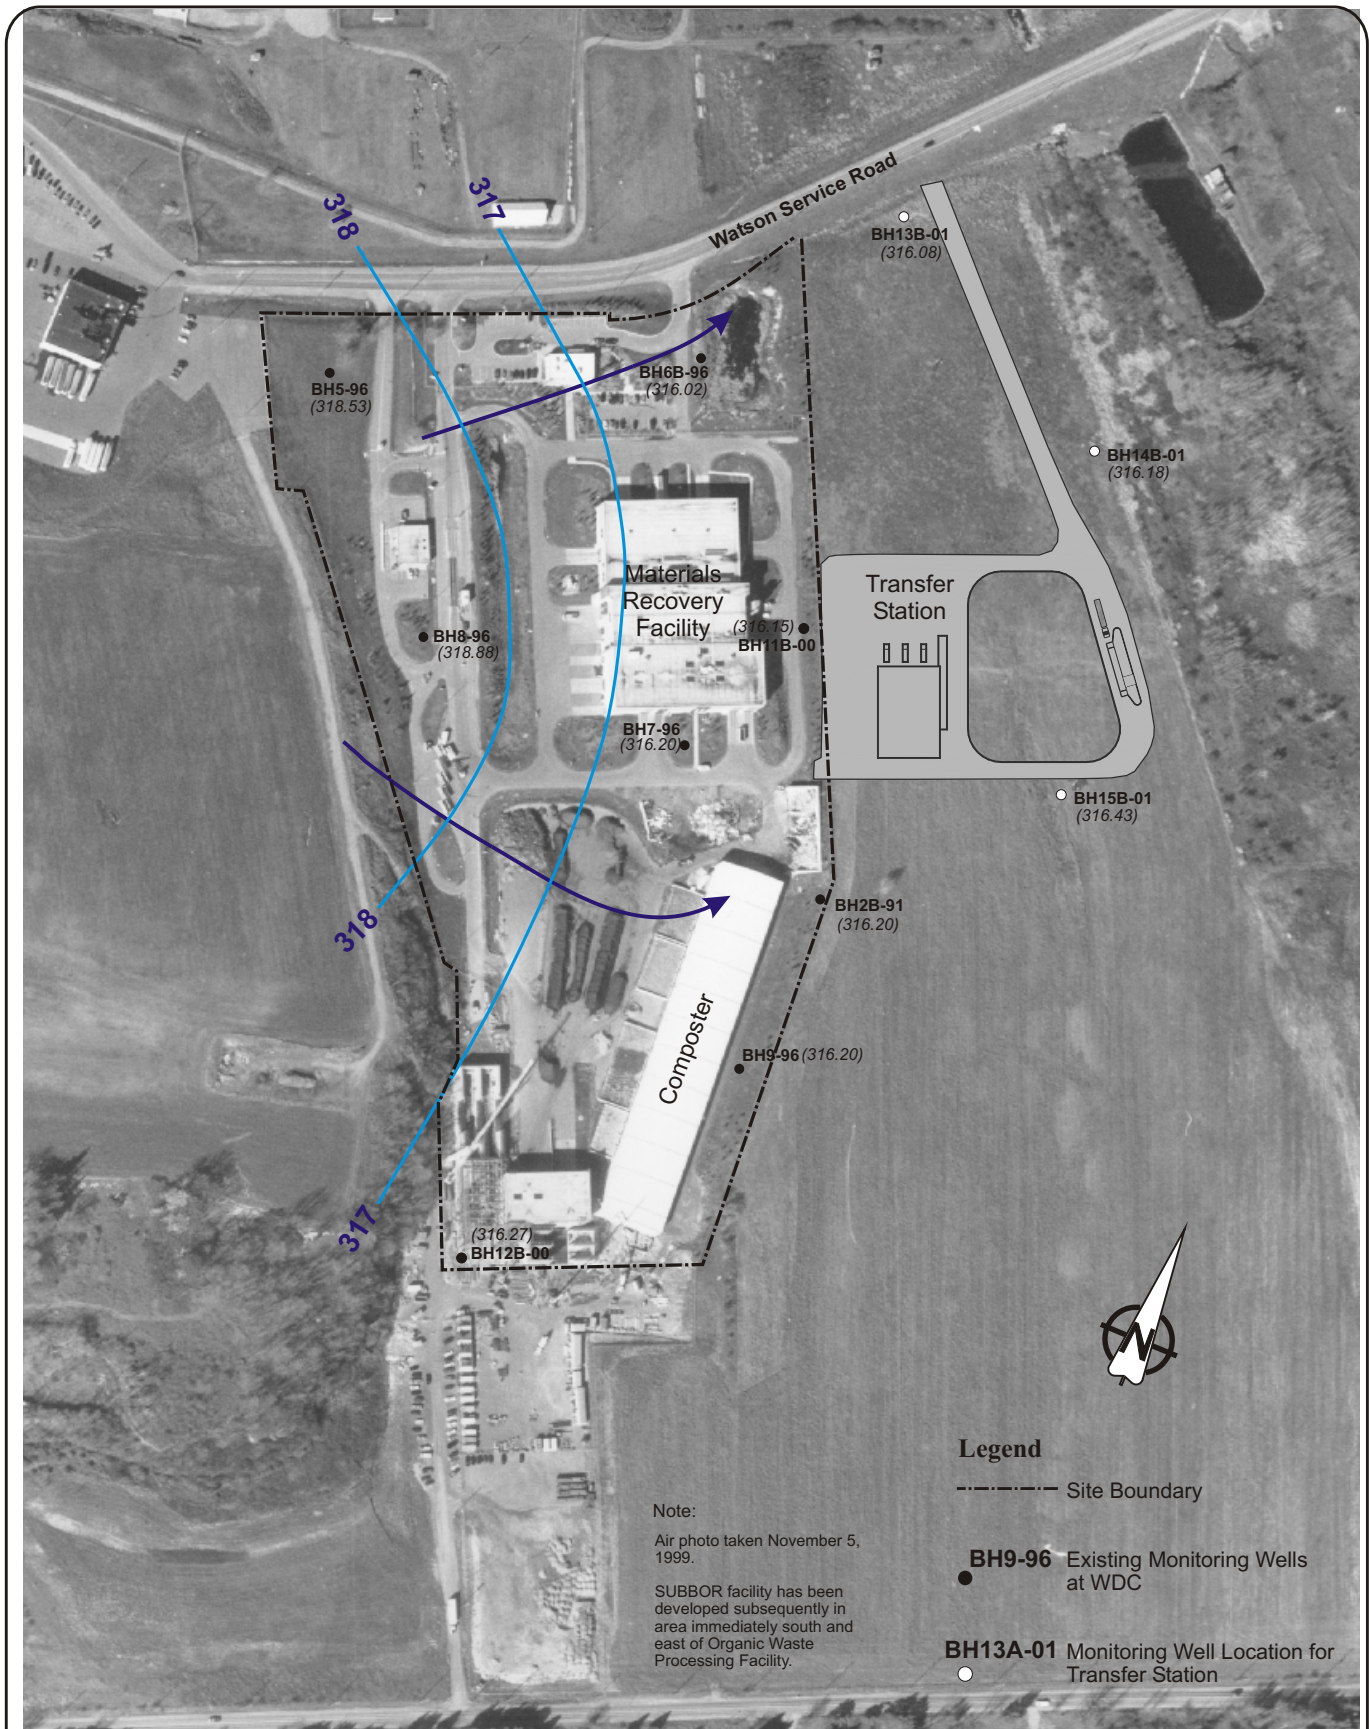 317
318
Watson Service Road
BH13B-01
(316.08)
BH5-96
(318.53)
BH6B-96
(316.02)
BH14B-01
(316.18)
Materials
Recovery
Facility
Transfer
Station
(316.15)
BH11B-00
BH8-96
(318.88)
BH7-96
(316.20)
BH15B-01
(316.43)
318
BH2B-91
(316.20)
Composter
BH9-96 (316.20)
317
(316.27)
BH12B-00
N
Legend
Site Boundary
BH9-96 Existing Monitoring Wells
at WDC
BH13A-01 Monitoring Well Location for
Transfer Station
Note:
Air photo taken November 5,
1999.
SUBBOR facility has been
developed subsequently in
area immediately south and
east of Organic Waste
Processing Facility.